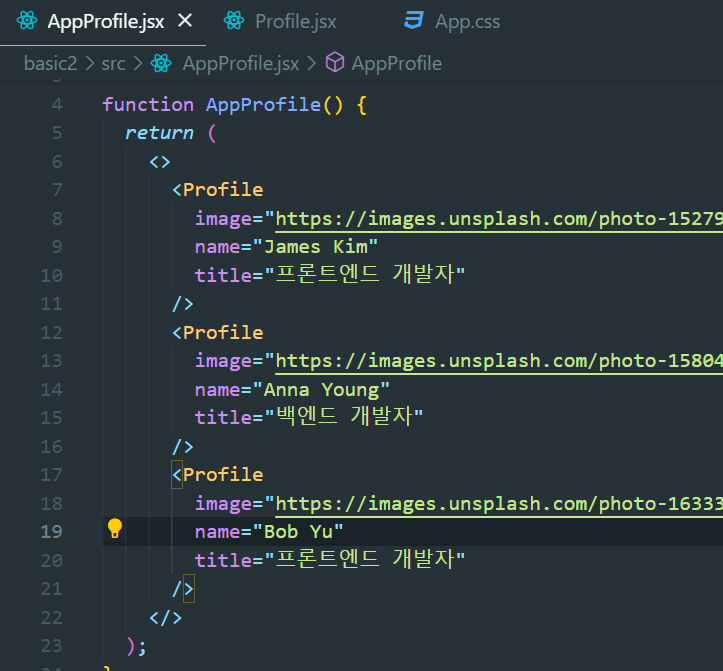 AppProfile.jsx Profile.jsx App.css
basic2 > src > AppProfile.jsx > AppProfile
4 function AppProfile() {
5 return (
6 <>
7 <Profile
8 image="https://images.unsplash.com/photo-15279
9 name="James Kim"
10 title="프론트엔드 개발자"
11 />
12 <Profile
13 image="https://images.unsplash.com/photo-15804
14 name="Anna Young"
15 title="백엔드 개발자"
16 />
17 <Profile
18 image="https://images.unsplash.com/photo-16333
19 name="Bob Yu"
20 title="프론트엔드 개발자"
21 />
22 </>
23 );